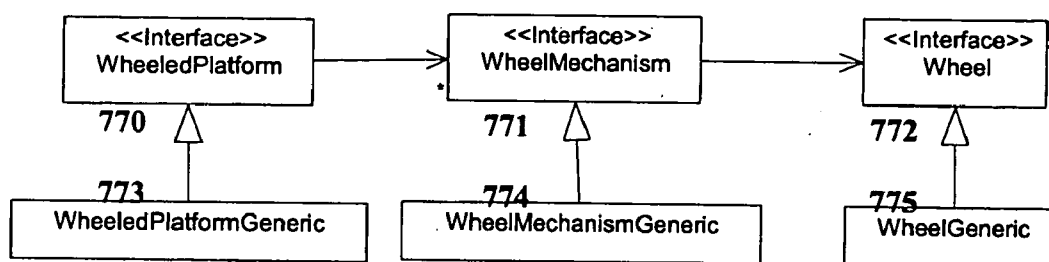 <<Interface>>
WheeledPlatform
<<Interface>>
WheelMechanism
<<Interface>>
Wheel
*
770
771
772
773
WheeledPlatformGeneric
774
WheelMechanismGeneric
775
WheelGeneric